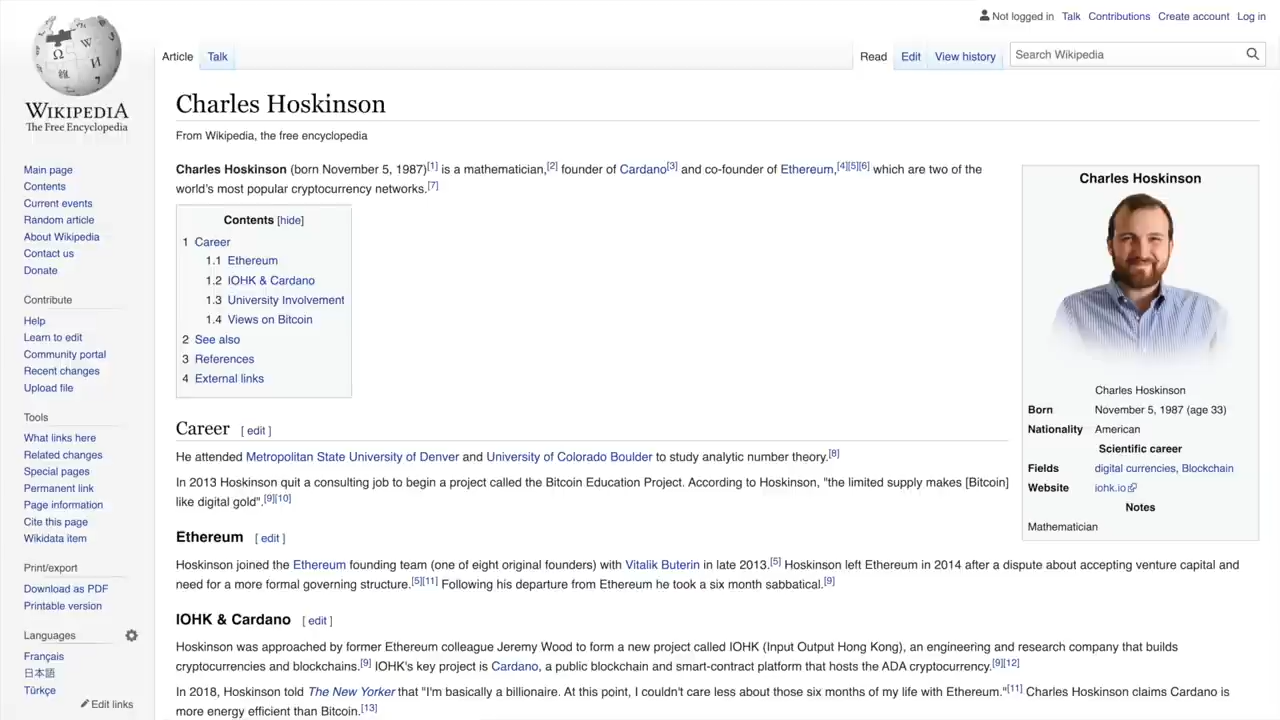 Not logged in Talk Contributions Create account Log in
Article Talk Read Edit View history Search Wikipedia
WIKIPEDIA
The Free Encyclopedia
Main page
Contents
Current events
Random article
About Wikipedia
Contact us
Donate
Contribute
Help
Learn to edit
Community portal
Recent changes
Upload file
Tools
What links here
Related changes
Special pages
Permanent link
Page information
Cite this page
Wikidata item
Print/export
Download as PDF
Printable version
Languages
Français
日本語
Türkçe
Edit links
Charles Hoskinson
From Wikipedia, the free encyclopedia
Charles Hoskinson (born November 5, 1987)[1] is a mathematician,[2] founder of Cardano[3] and co-founder of Ethereum,[4][5][6] which are two of the
world's most popular cryptocurrency networks.[7]
Contents [hide]
1 Career
1.1 Ethereum
1.2 IOHK & Cardano
1.3 University Involvement
1.4 Views on Bitcoin
2 See also
3 References
4 External links
Charles Hoskinson
Charles Hoskinson
Born November 5, 1987 (age 33)
Nationality American
Scientific career
Fields digital currencies, Blockchain
Website iohk.io
Notes
Mathematician
Career [ edit ]
He attended Metropolitan State University of Denver and University of Colorado Boulder to study analytic number theory.[8]
In 2013 Hoskinson quit a consulting job to begin a project called the Bitcoin Education Project. According to Hoskinson, "the limited supply makes [Bitcoin]
like digital gold".[9][10]
Ethereum [ edit ]
Hoskinson joined the Ethereum founding team (one of eight original founders) with Vitalik Buterin in late 2013.[5] Hoskinson left Ethereum in 2014 after a dispute about accepting venture capital and
need for a more formal governing structure.[5][11] Following his departure from Ethereum he took a six month sabbatical.[9]
IOHK & Cardano [ edit ]
Hoskinson was approached by former Ethereum colleague Jeremy Wood to form a new project called IOHK (Input Output Hong Kong), an engineering and research company that builds
cryptocurrencies and blockchains.[9] IOHK's key project is Cardano, a public blockchain and smart-contract platform that hosts the ADA cryptocurrency.[9][12]
In 2018, Hoskinson told The New Yorker that "I'm basically a billionaire. At this point, I couldn't care less about those six months of my life with Ethereum."[11] Charles Hoskinson claims Cardano is
more energy efficient than Bitcoin.[13]